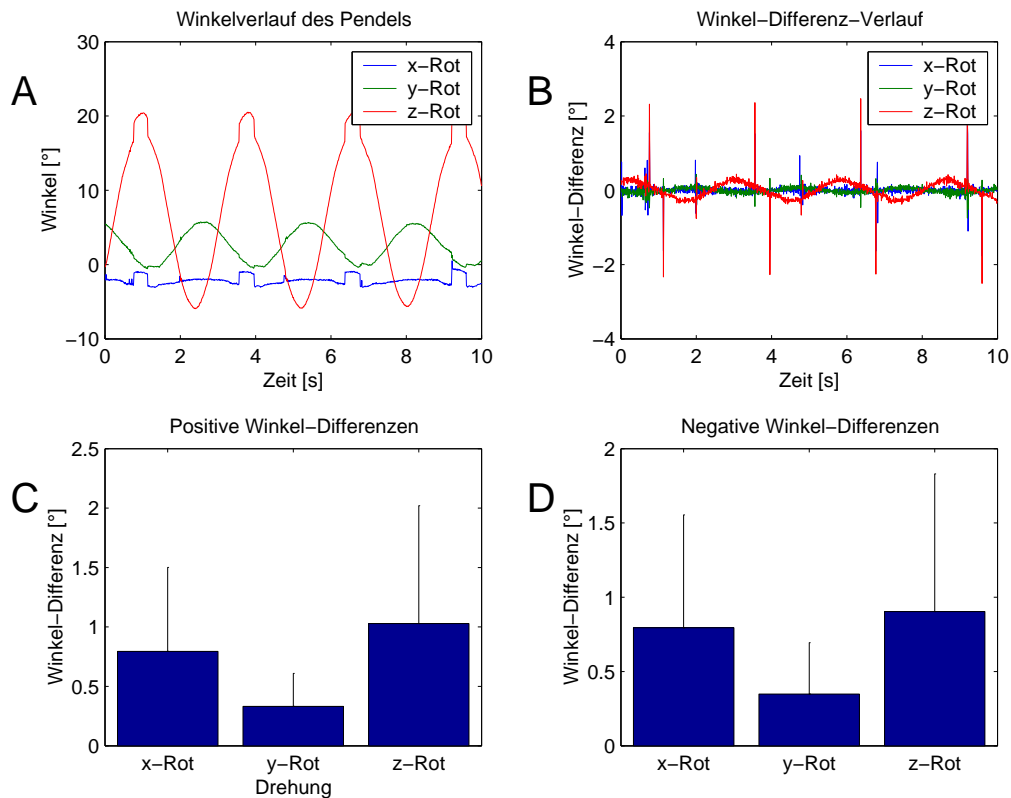 A
Winkelverlauf des Pendels
Winkel [°]
30
20
10
0
−10
x−Rot
y−Rot
z−Rot
0 2 4 6 8 10
Zeit [s]
B
Winkel−Differenz−Verlauf
Winkel−Differenz [°]
4
2
0
−2
−4
x−Rot
y−Rot
z−Rot
0 2 4 6 8 10
Zeit [s]
C
Positive Winkel−Differenzen
Winkel−Differenz [°]
2.5
2
1.5
1
0.5
0
x−Rot y−Rot z−Rot
Drehung
D
Negative Winkel−Differenzen
Winkel−Differenz [°]
2
1.5
1
0.5
0
x−Rot y−Rot z−Rot